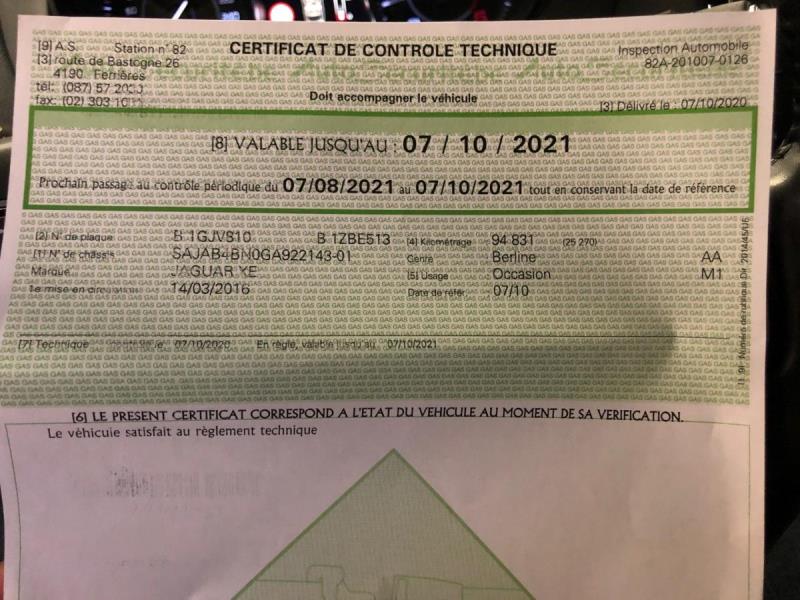 [9] A.S. Station n° 82
CERTIFICAT DE CONTROLE TECHNIQUE
Inspection Automobile
[3] route de Bastogne 26
82A-201007-0126
4190 Ferrières
tél: (087) 57
Doit accompagner le véhicule
fax: (02) 303
[3] Délivré le : 07/10/2020
[8] VALABLE JUSQU'AU : 07 / 10 / 2021
Prochain passage au contrôle périodique du 07/08/2021 au 07/10/2021 tout en conservant la date de référence
[2] N° de plaque B 1GJV810 B 1ZBE513 [4] Kilométrage : 94 831 (25 270)
[1] N° de châssis SAJAB4BN0GA922143-01 Genre : Berline AA
Marque JAGUAR XE [5] Usage : Occasion M1
1e mise en circulation 14/03/2016 Date de référ. : 07/10
[7] Technique 07/10/2020 En règle, valable jusqu'au 07/10/2021
[6] LE PRESENT CERTIFICAT CORRESPOND A L'ETAT DU VEHICULE AU MOMENT DE SA VERIFICATION.
Le véhicule satisfait au règlement technique